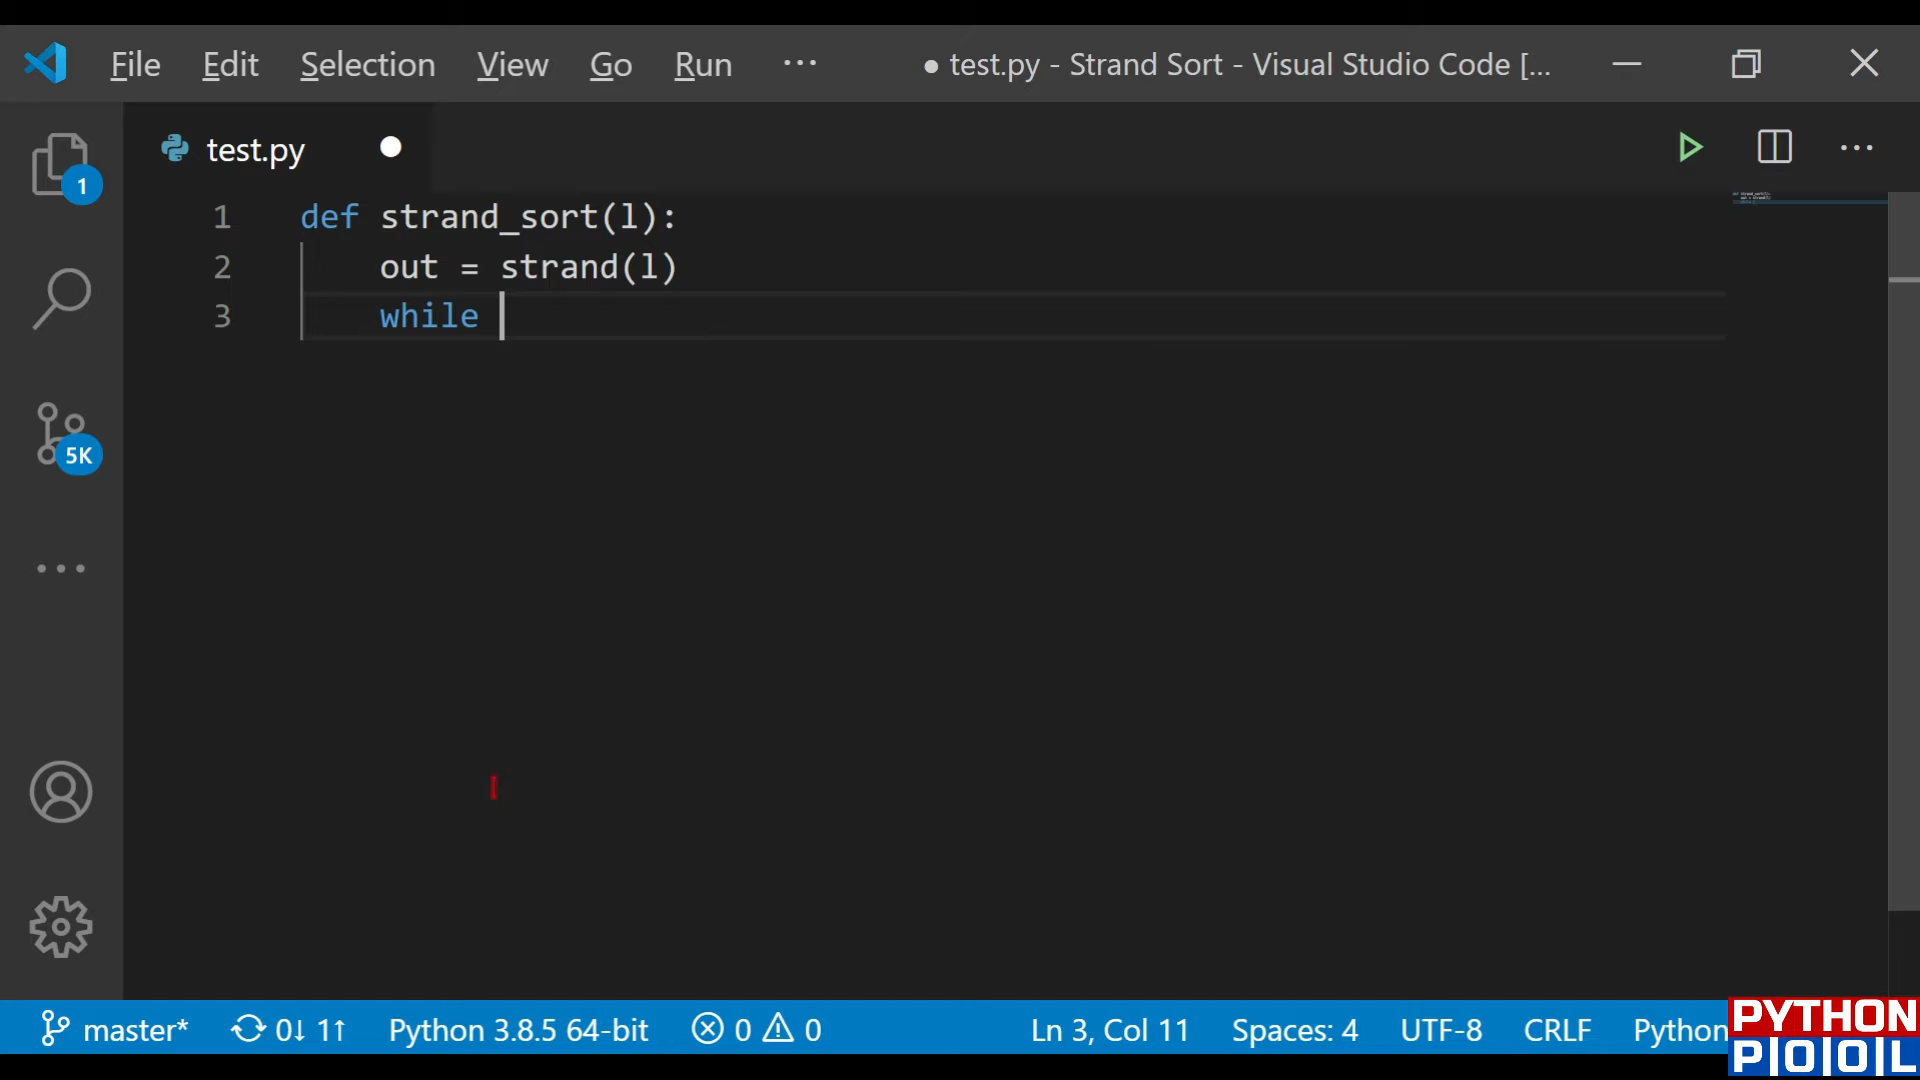 File Edit Selection View Go Run ··· ● test.py - Strand Sort - Visual Studio Code [...
test.py
1 def strand_sort(l):
2     out = strand(l)
3     while
1
5K
master* 0↓ 1↑ Python 3.8.5 64-bit 0 0 Ln 3, Col 11 Spaces: 4 UTF-8 CRLF Python
PYTHON
P|O|O|L